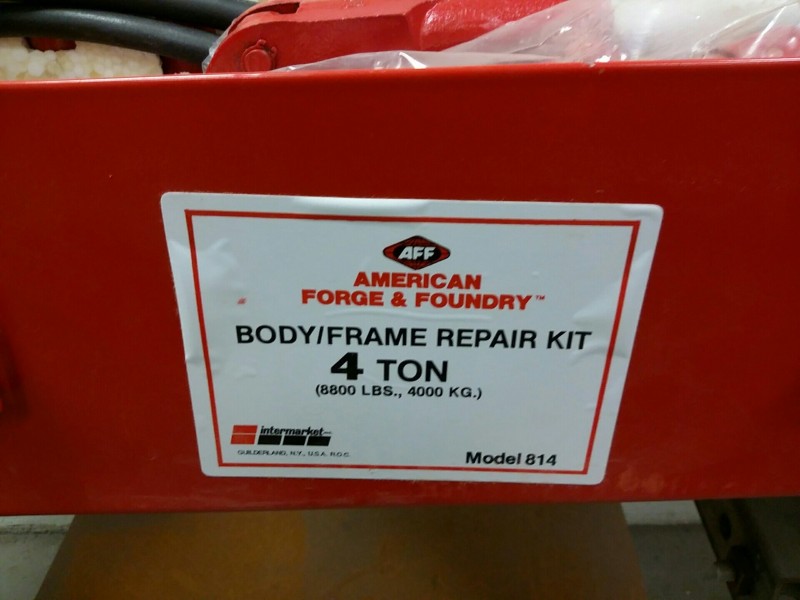 AFF
AMERICAN
FORGE & FOUNDRY™
BODY/FRAME REPAIR KIT
4 TON
(8800 LBS., 4000 KG.)
intermarket
GUILDERLAND, N.Y., U.S.A. R.O.C.
Model 814